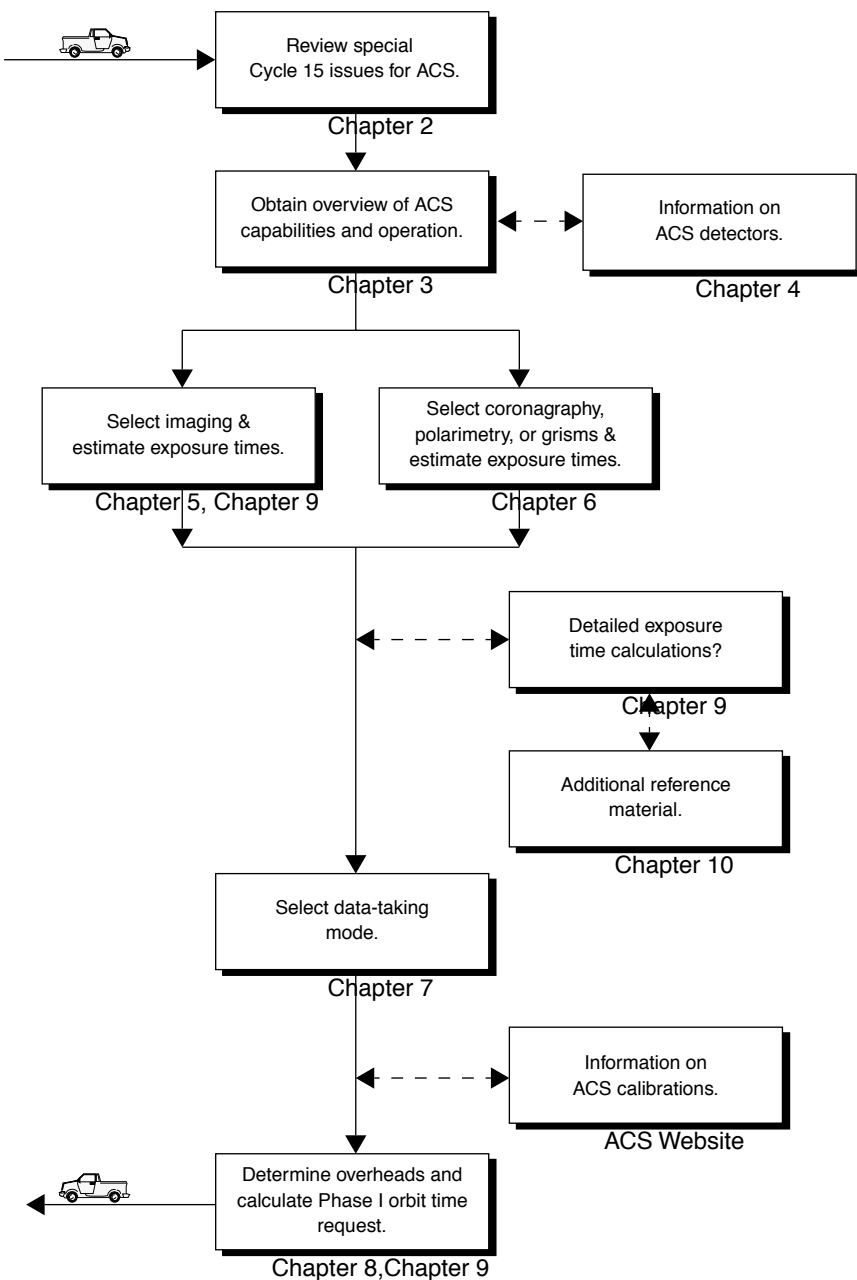 Review special
Cycle 15 issues for ACS.
Chapter 2
Obtain overview of ACS
capabilities and operation.
Chapter 3
Information on
ACS detectors.
Chapter 4
Select imaging &
estimate exposure times.
Chapter 5, Chapter 9
Select coronagraphy,
polarimetry, or grisms &
estimate exposure times.
Chapter 6
Detailed exposure
time calculations?
Chapter 9
Additional reference
material.
Chapter 10
Select data-taking
mode.
Chapter 7
Information on
ACS calibrations.
ACS Website
Determine overheads and
calculate Phase I orbit time
request.
Chapter 8,Chapter 9